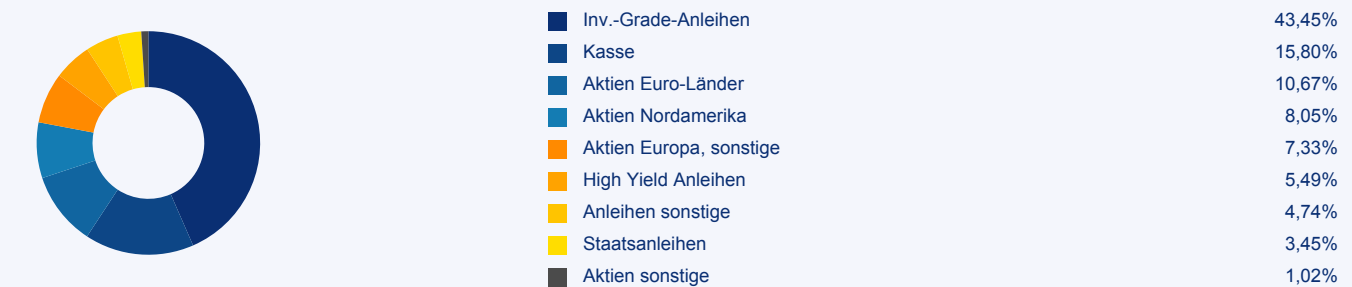 Inv.-Grade-Anleihen 43,45%
Kasse 15,80%
Aktien Euro-Länder 10,67%
Aktien Nordamerika 8,05%
Aktien Europa, sonstige 7,33%
High Yield Anleihen 5,49%
Anleihen sonstige 4,74%
Staatsanleihen 3,45%
Aktien sonstige 1,02%